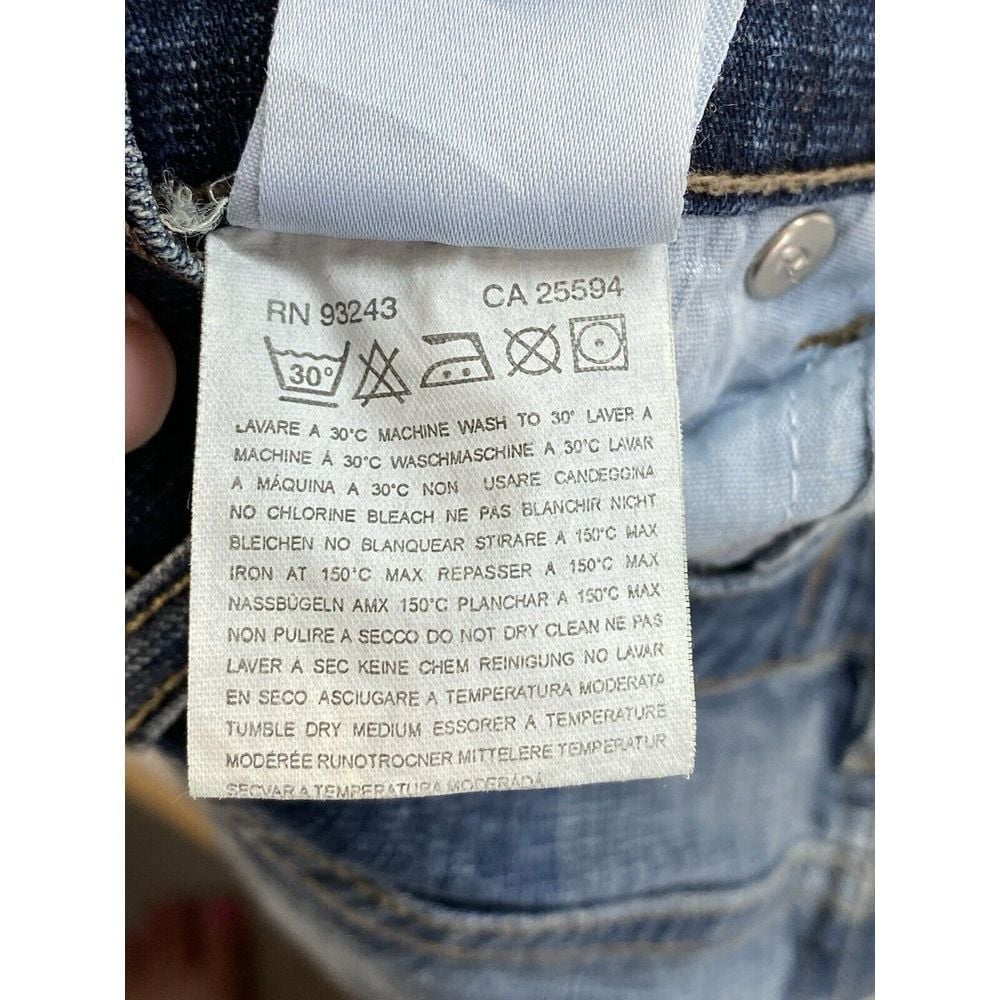 RN 93243 CA 25594
30°
LAVARE A 30°C MACHINE WASH TO 30° LAVER A
MACHINE Á 30°C WASCHMASCHINE A 30°C LAVAR
A MÁQUINA A 30°C NON USARE CANDEGGINA
NO CHLORINE BLEACH NE PAS BLANCHIR NICHT
BLEICHEN NO BLANQUEAR STIRARE A 150°C MAX
IRON AT 150°C MAX REPASSER A 150°C MAX
NASSBÜGELN AMX 150°C PLANCHAR A 150°C MAX
NON PULIRE A SECCO DO NOT DRY CLEAN NE PAS
LAVER À SEC KEINE CHEM REINIGUNG NO LAVAR
EN SECO ASCIUGARE A TEMPERATURA MODERATA
TUMBLE DRY MEDIUM ESSORER A TEMPERATURE
MODÉRÉE RUNOTROCNER MITTELERE TEMPERATUR
SECVAR A TEMPERATURA MODERADA